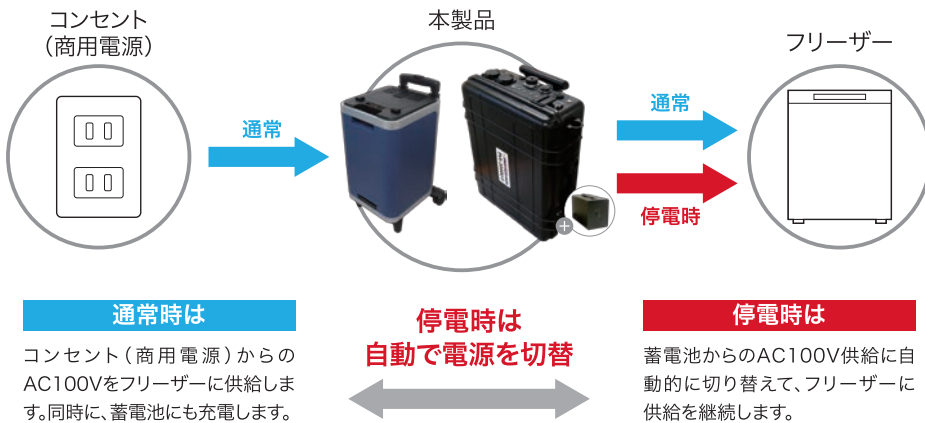 コンセント
（商用電源）
本製品
フリーザー
通常
通常
停電時
通常時は
コンセント（商用電源）からの
AC100Vをフリーザーに供給しま
す。同時に、蓄電池にも充電します。
停電時は
自動で電源を切替
停電時は
蓄電池からのAC100V供給に自
動的に切り替えて、フリーザーに
供給を継続します。